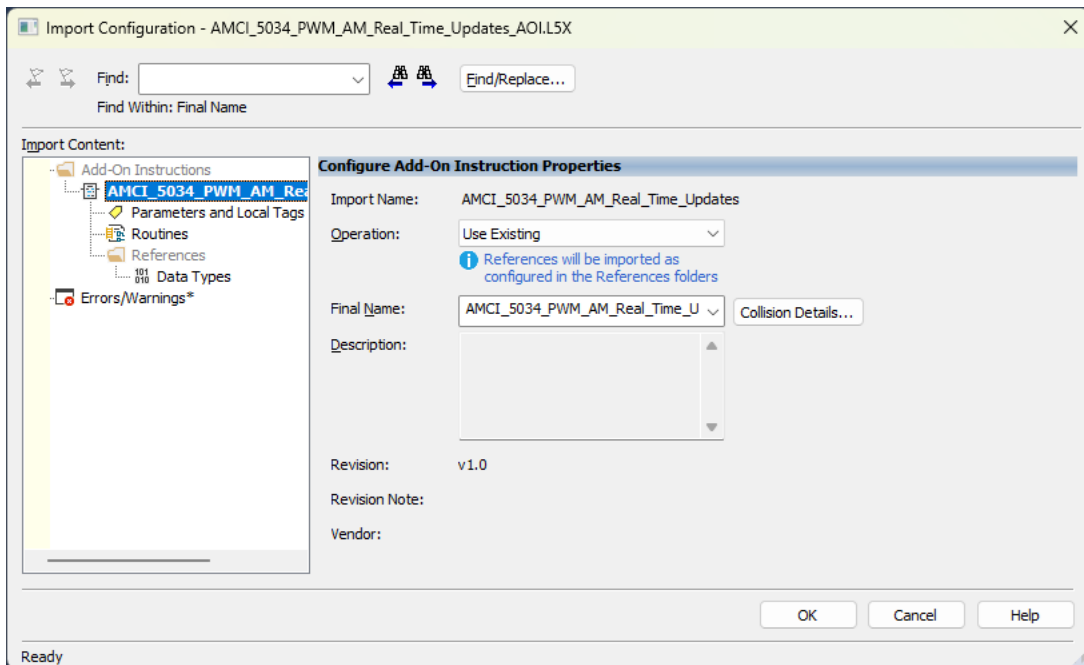 Import Configuration - AMCI_5034_PWM_AM_Real_Time_Updates_AOI.L5X
Find:
Find/Replace...
Find Within: Final Name
Import Content:
Add-On Instructions
AMCI_5034_PWM_AM_Rea
Parameters and Local Tags
Routines
References
Data Types
Errors/Warnings*
Configure Add-On Instruction Properties
Import Name: AMCI_5034_PWM_AM_Real_Time_Updates
Operation: Use Existing
References will be imported as
configured in the References folders
Final Name: AMCI_5034_PWM_AM_Real_Time_U
Collision Details...
Description:
Revision: v1.0
Revision Note:
Vendor:
OK Cancel Help
Ready